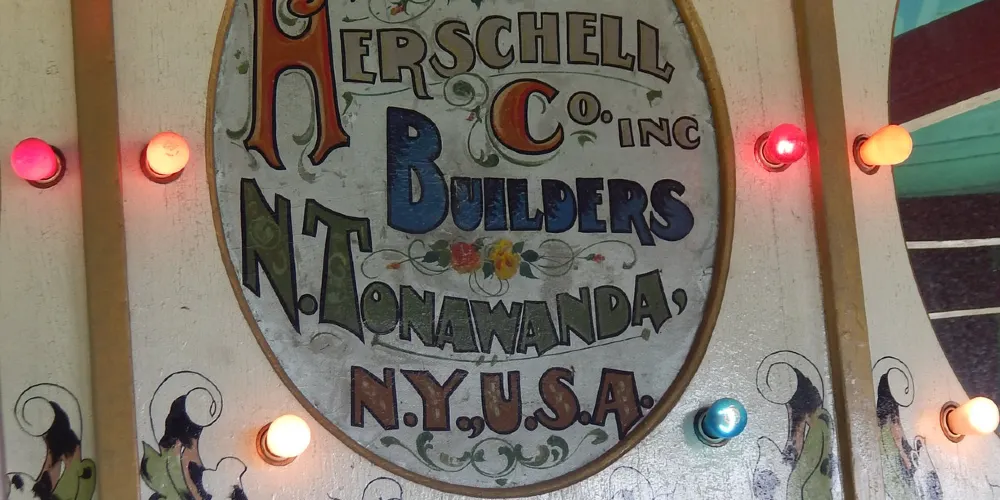 HERSCHELL
CO. INC
BUILDERS
N. TONAWANDA,
N.Y., U.S.A.